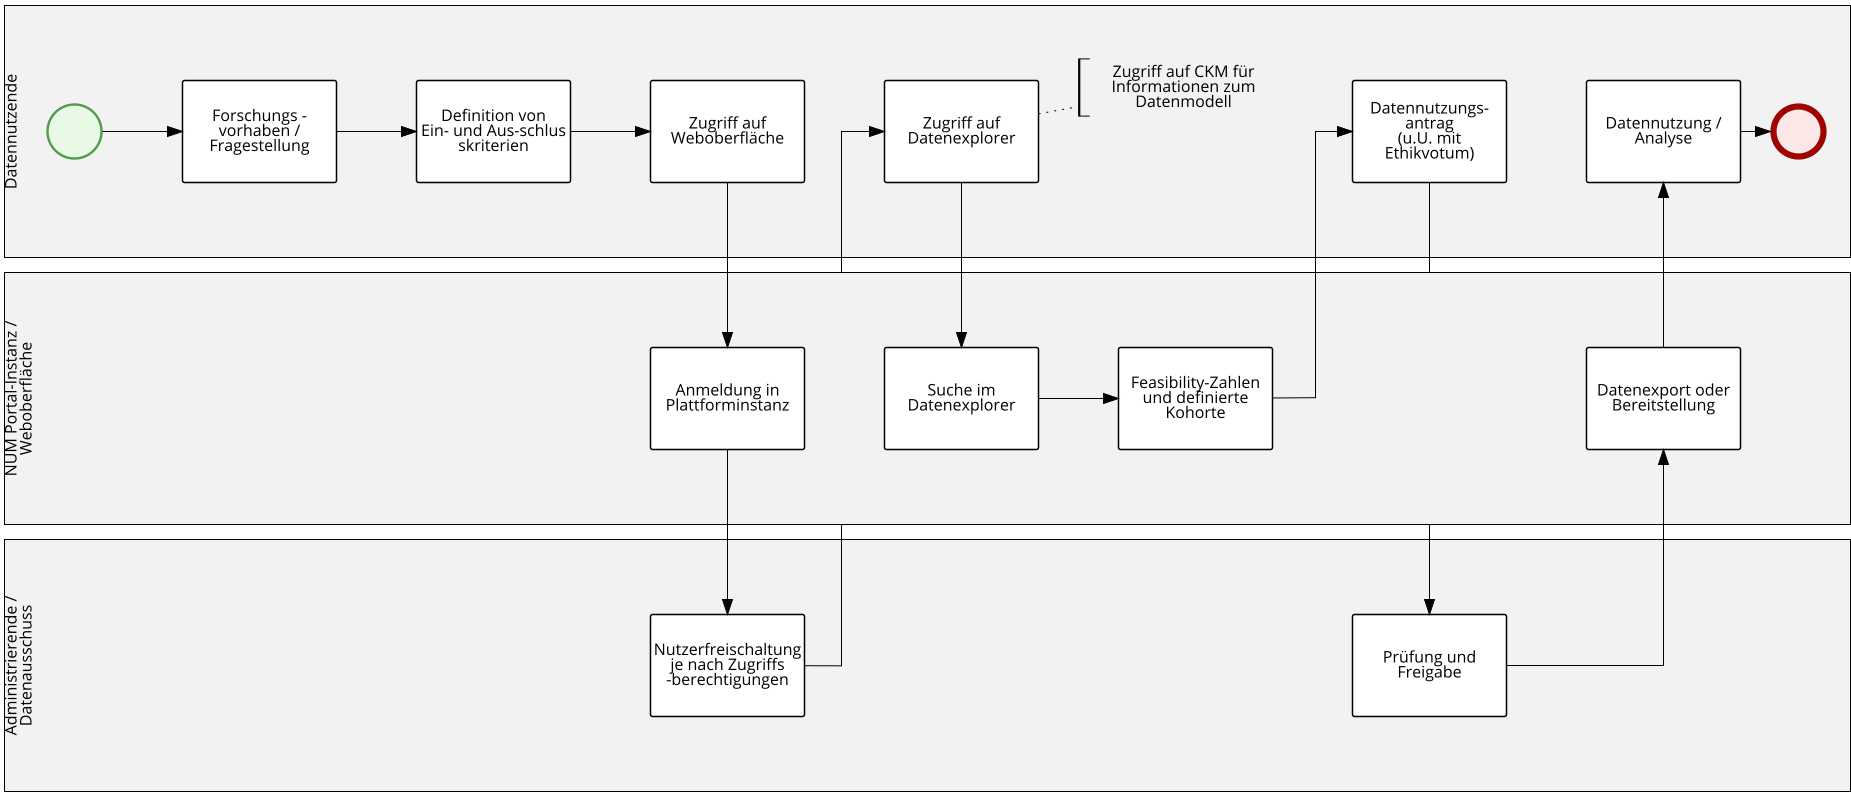 Datennutzende
Forschungs -
vorhaben /
Fragestellung
Definition von
Ein- und Aus-schlus
skriterien
Zugriff auf
Weboberfläche
Zugriff auf
Datenexplorer
Zugriff auf CKM für
Informationen zum
Datenmodell
Datennutzungs-
antrag
(u.U. mit
Ethikvotum)
Datennutzung /
Analyse
NUM Portal-Instanz /
Weboberfläche
Anmeldung in
Plattforminstanz
Suche im
Datenexplorer
Feasibility-Zahlen
und definierte
Kohorte
Datenexport oder
Bereitstellung
Administrierende /
Datenausschuss
Nutzerfreischaltung
je nach Zugriffs
-berechtigungen
Prüfung und
Freigabe